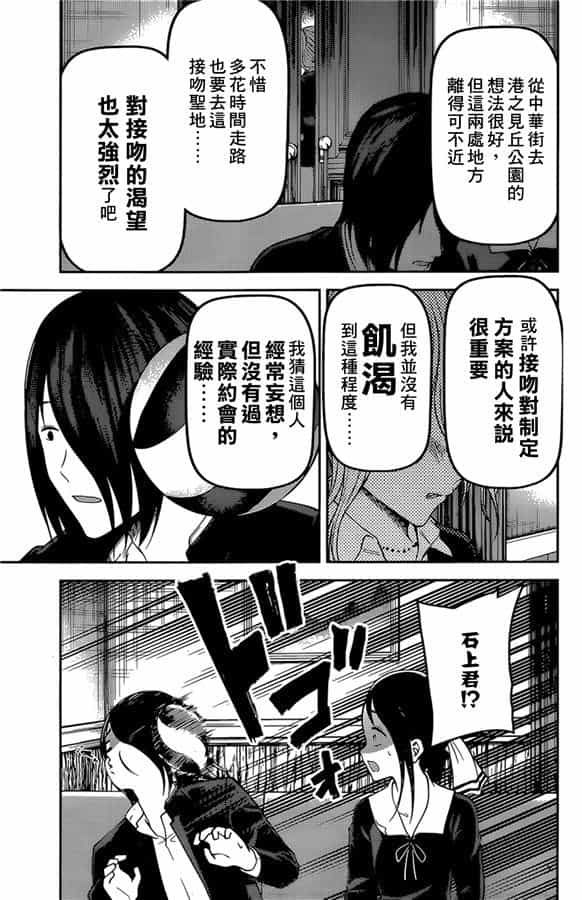 從中華街去
港之見丘公園的
想法很好，
但這兩處地方
離得可不近
不惜
多花時間走路
也要去這
接吻聖地……
對接吻的渴望
也太強烈了吧
或許接吻對制定
方案的人來說
很重要
但我並沒有
飢渴
到這種程度……
我猜這個人
經常妄想，
但沒有過
實際約會的
經驗……
石上君!?
ドゴォ